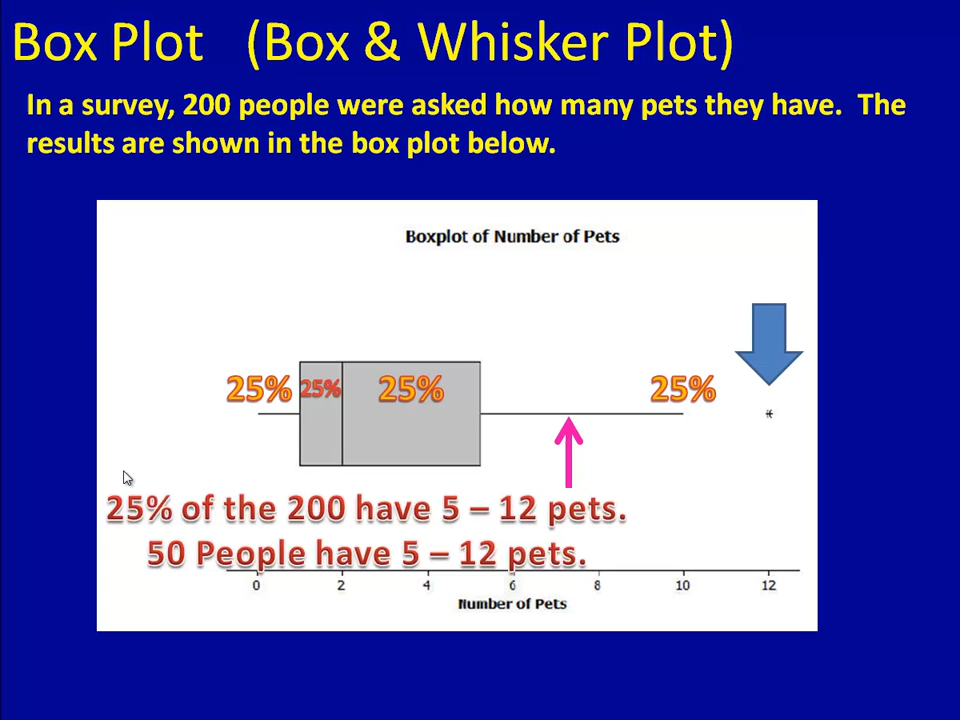 Box Plot (Box & Whisker Plot)
In a survey, 200 people were asked how many pets they have. The
results are shown in the box plot below.
Boxplot of Number of Pets
25% 25% 25% 25%
*
25% of the 200 have 5 – 12 pets.
50 People have 5 – 12 pets.
0 2 4 6 8 10 12
Number of Pets